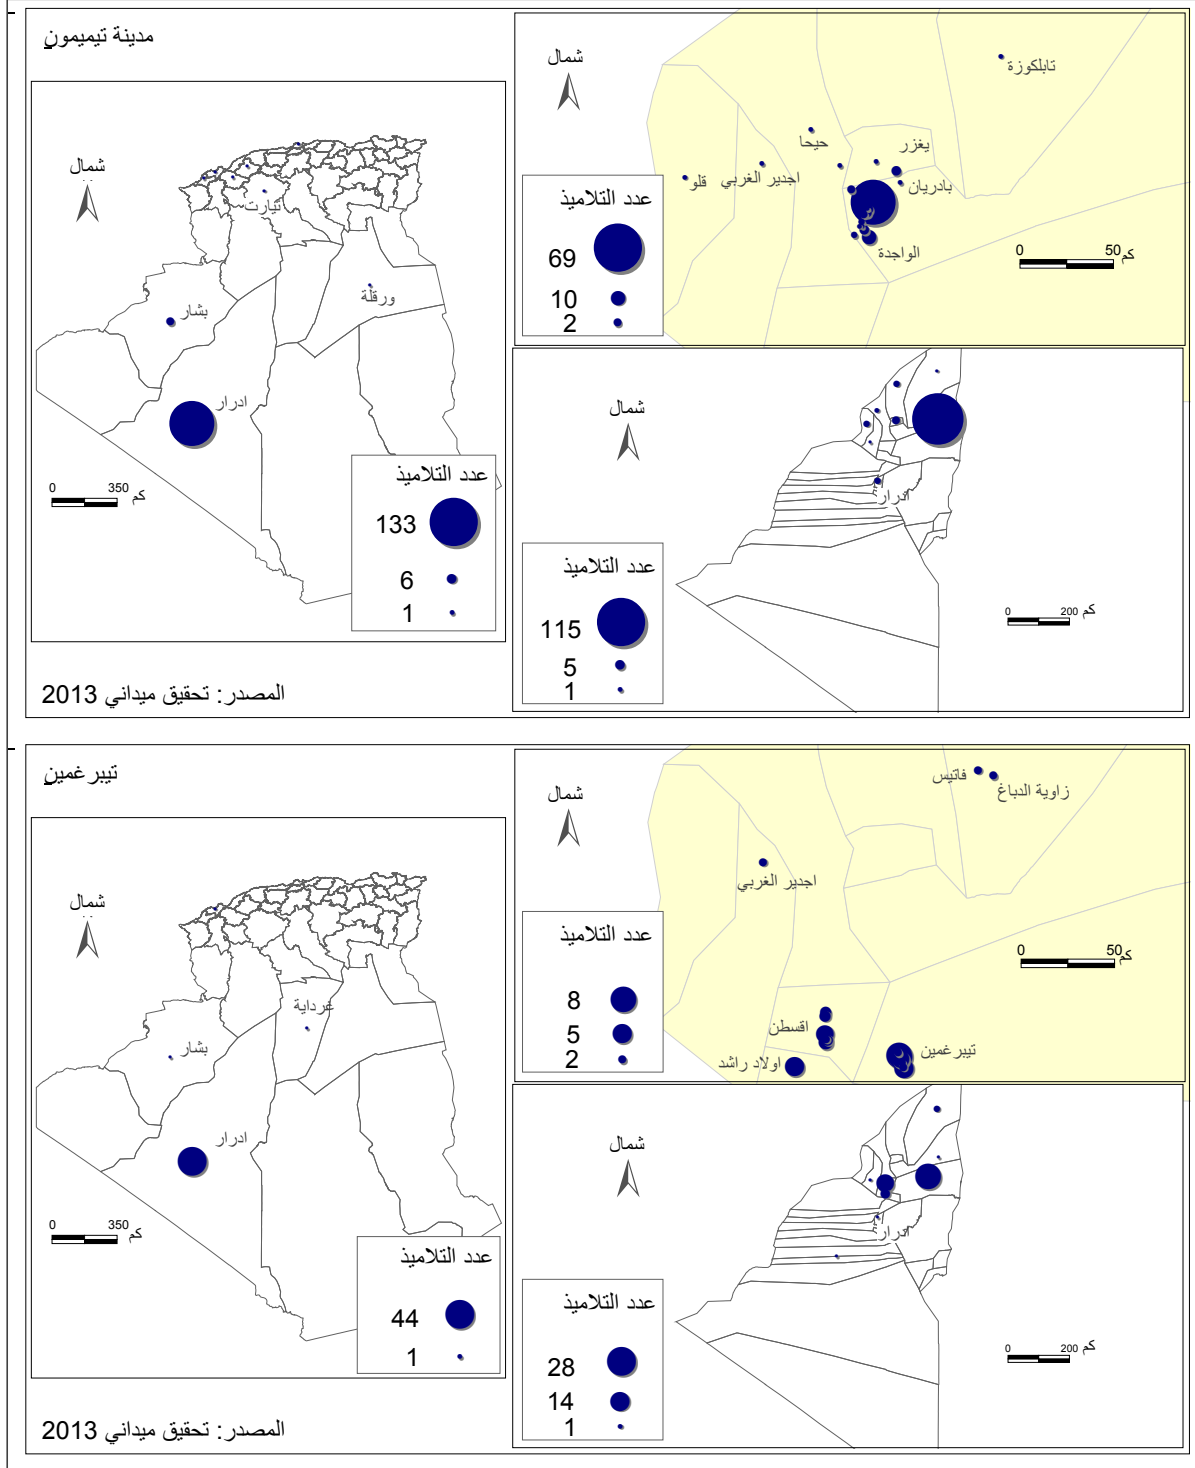 مدينة تيميمون
شمال
تيارت
ورقلة
بشار
ادرار
0 350 كم
عدد التلاميذ
133
6
1
شمال
تابلكوزة
حيحا
يغزر
قلو
اجدير الغربي
بادريان
الواجدة
0 50 كم
عدد التلاميذ
69
10
2
شمال
ادرار
0 200 كم
عدد التلاميذ
115
5
1
المصدر: تحقيق ميداني 2013
تيبرغمين
شمال
غرداية
بشار
ادرار
0 350 كم
عدد التلاميذ
44
1
شمال
فاتيس
زاوية الدباغ
اجدير الغربي
0 50 كم
اقسطن
تيبرغمين
اولاد راشد
عدد التلاميذ
8
5
2
شمال
ادرار
0 200 كم
عدد التلاميذ
28
14
1
المصدر: تحقيق ميداني 2013